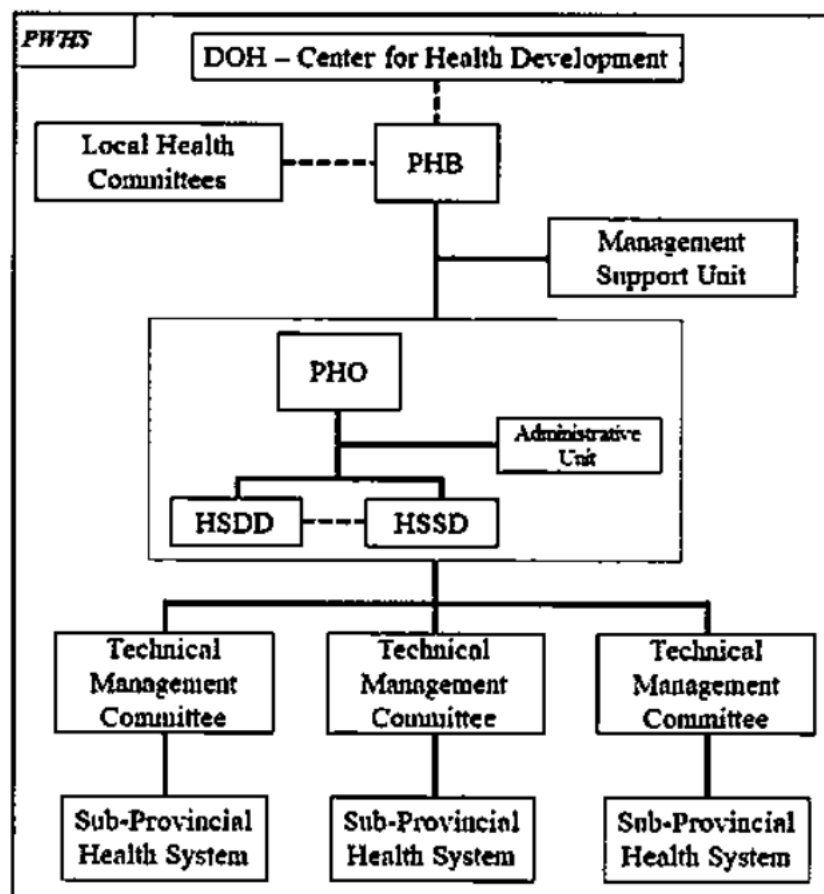 PWHS
DOH – Center for Health Development
Local Health
Committees
PHB
Management
Support Unit
PHO
Administrative
Unit
HSDD
HSSD
Technical
Management
Committee
Technical
Management
Committee
Technical
Management
Committee
Sub-Provincial
Health System
Sub-Provincial
Health System
Sub-Provincial
Health System